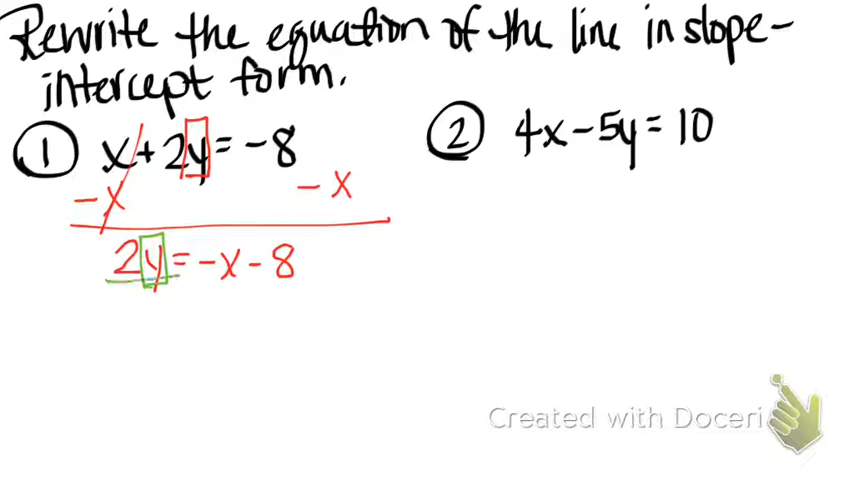 Rewrite the equation of the line in slope-
intercept form.
① x + 2y = -8
-x -x
2y = -x - 8
② 4x - 5y = 10
Created with Doceri